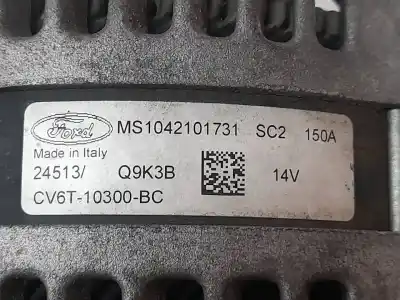 Ford MS1042101731 SC2 150A
Made in Italy
24513/ Q9K3B 14V
CV6T-10300-BC